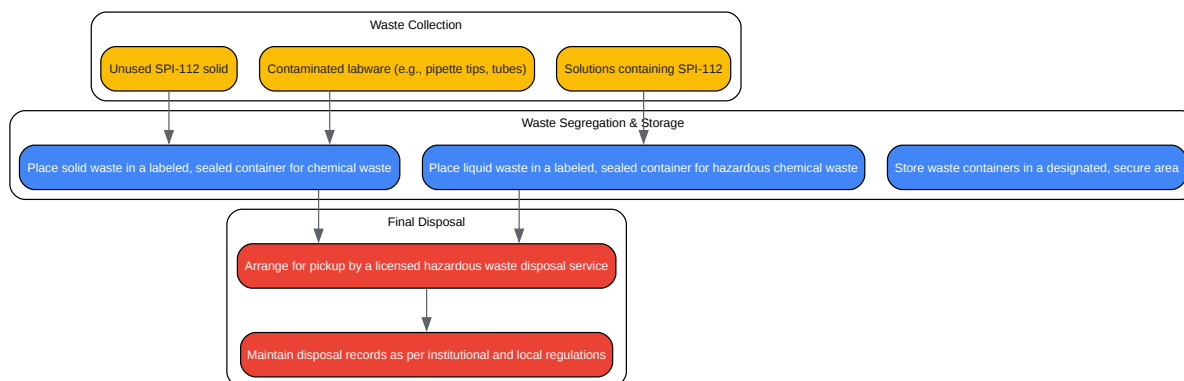 Waste Collection
Unused SPI-112 solid
Contaminated labware (e.g., pipette tips, tubes)
Solutions containing SPI-112
Waste Segregation & Storage
Place solid waste in a labeled, sealed container for chemical waste
Place liquid waste in a labeled, sealed container for hazardous chemical waste
Store waste containers in a designated, secure area
Final Disposal
Arrange for pickup by a licensed hazardous waste disposal service
Maintain disposal records as per institutional and local regulations